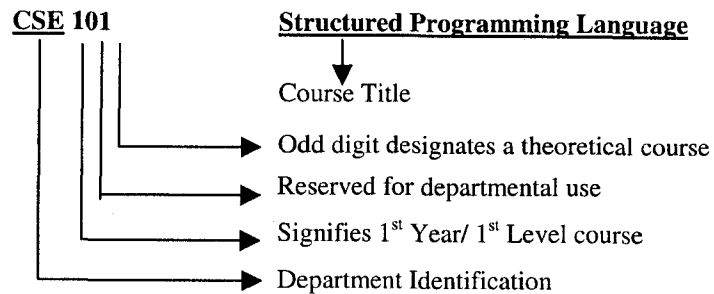 CSE 101 Structured Programming Language
Course Title
Odd digit designates a theoretical course
Reserved for departmental use
Signifies 1st Year/ 1st Level course
Department Identification